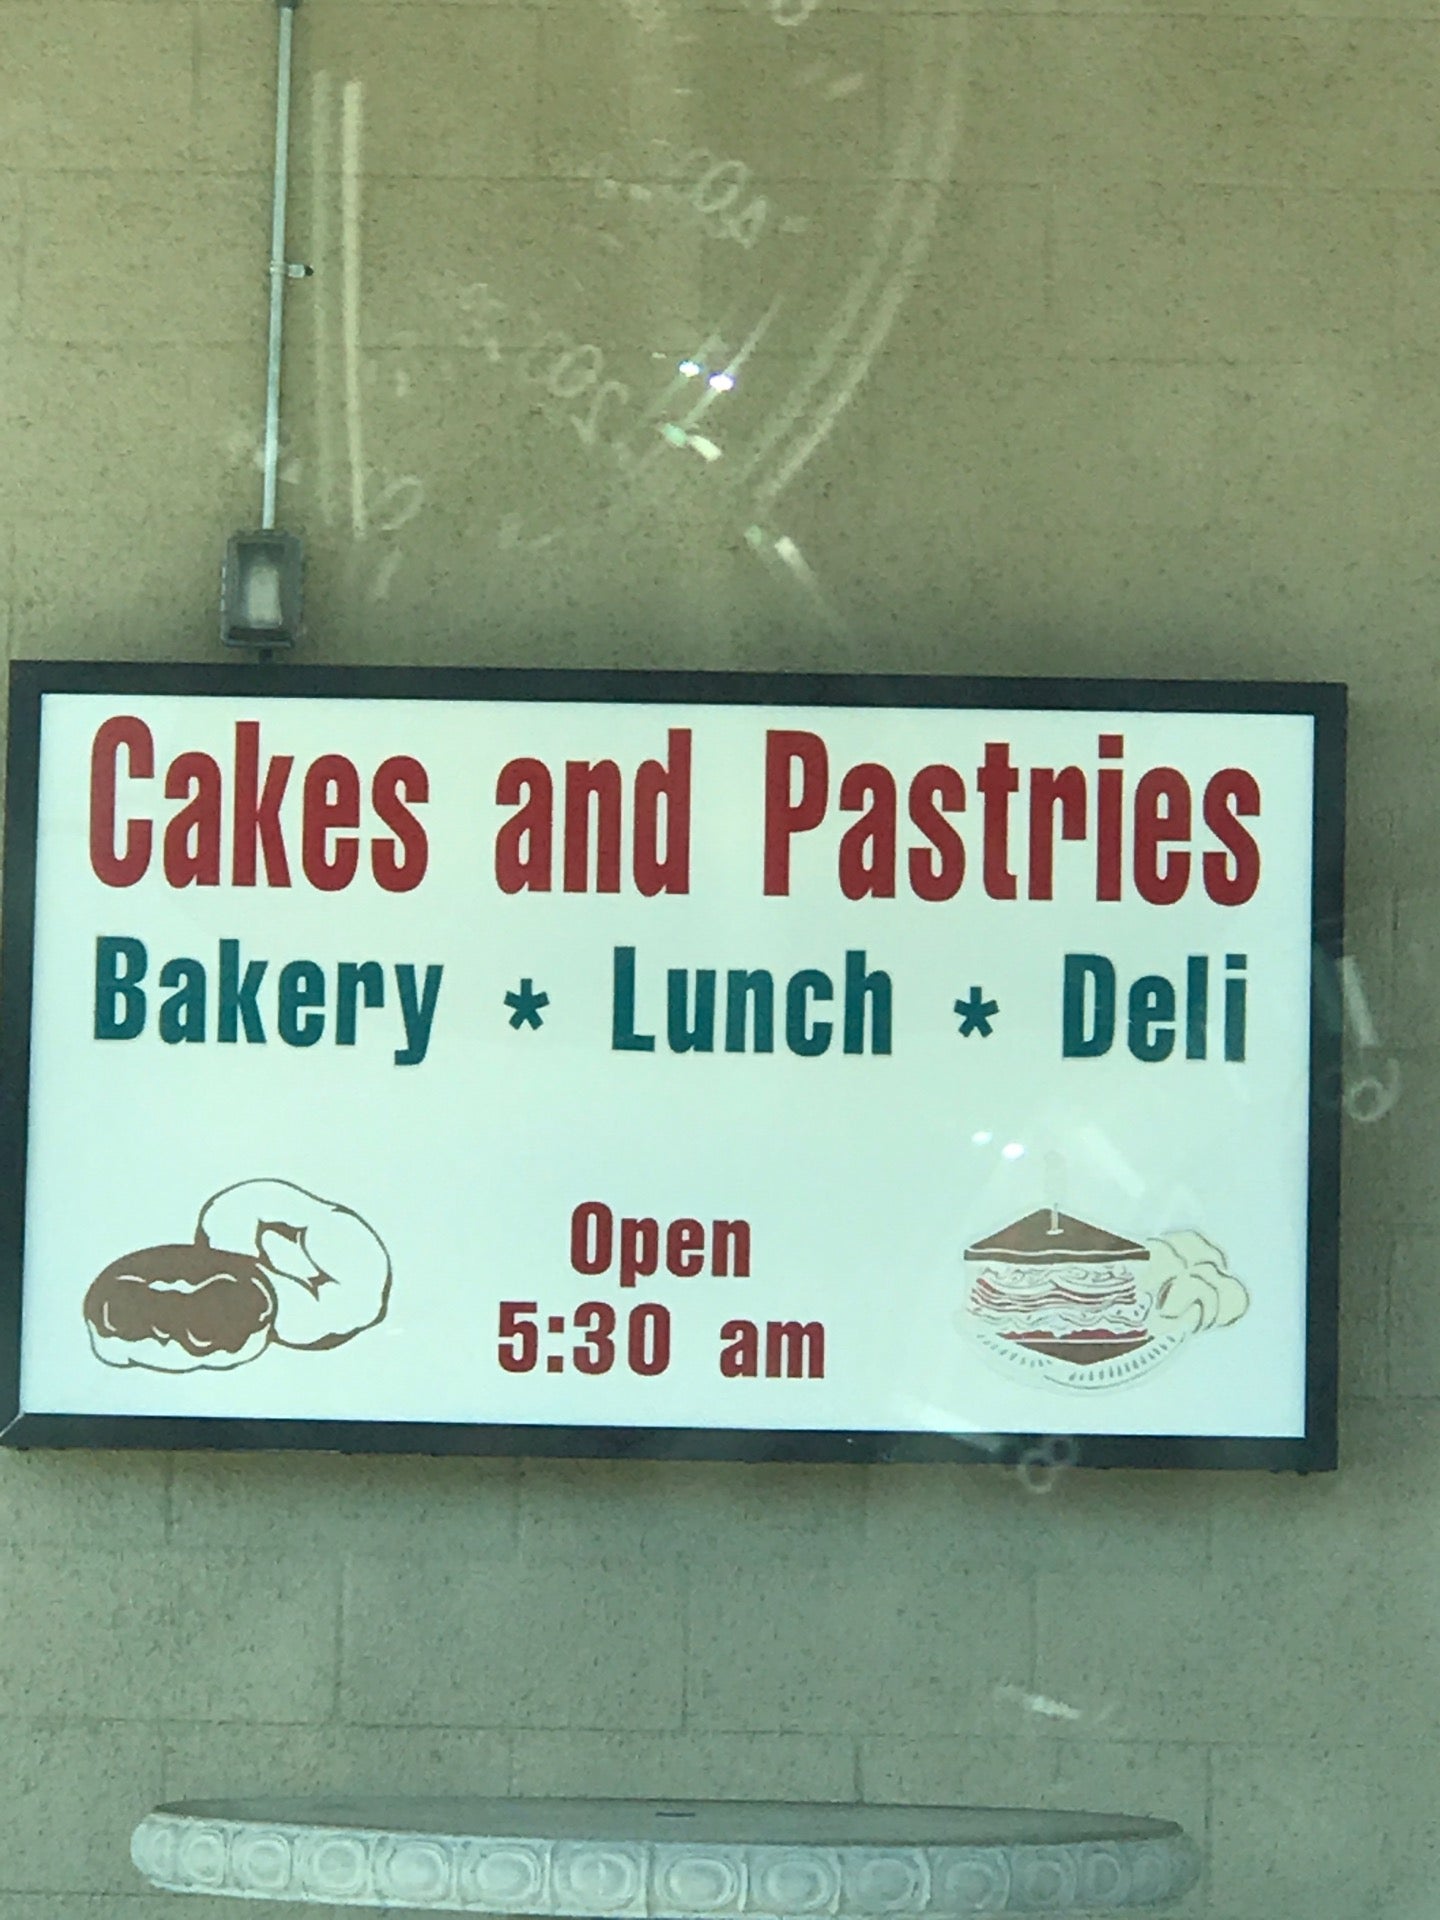 Cakes and Pastries
Bakery * Lunch * Deli
Open
5:30 am